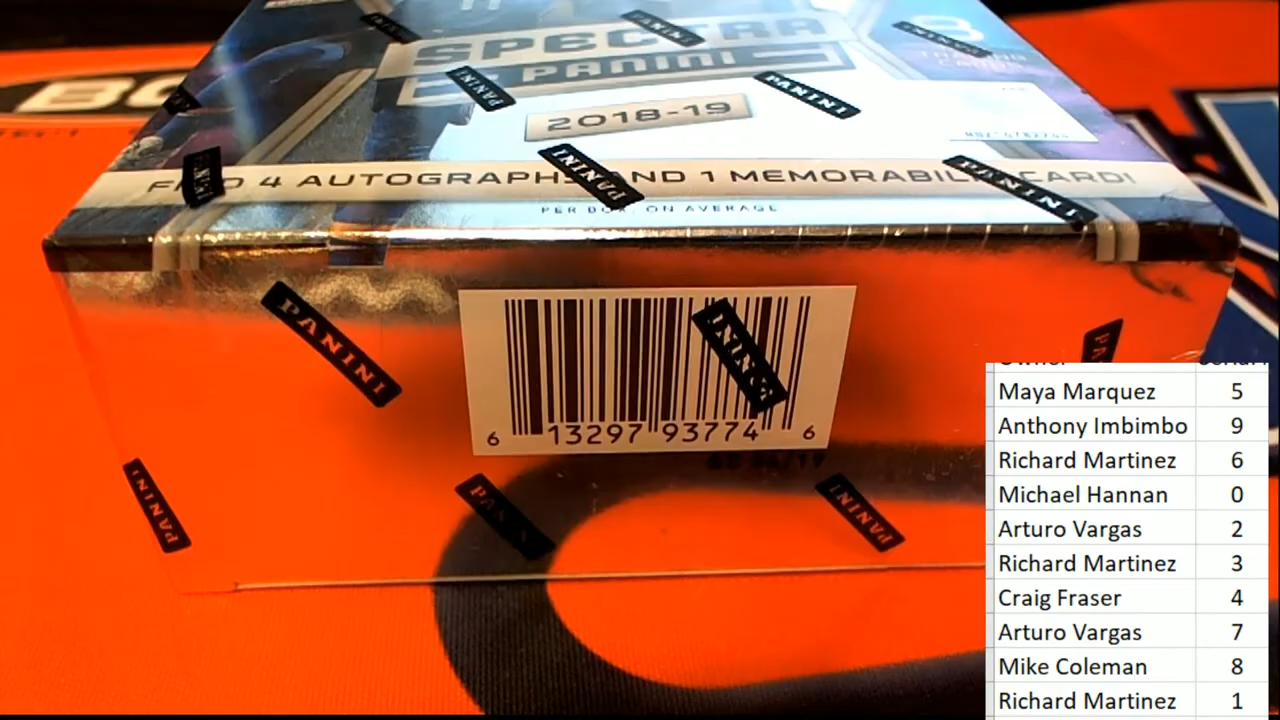 SPECTRA
PANINI
2018-19
FIND 4 AUTOGRAPHS AND 1 MEMORABILIA CARD!
PER BOX, ON AVERAGE
PANINI
PANINI
PANINI
PANINI
PANINI
PANINI
PANINI
PANINI
6 13297 93774 6
Maya Marquez 5
Anthony Imbimbo 9
Richard Martinez 6
Michael Hannan 0
Arturo Vargas 2
Richard Martinez 3
Craig Fraser 4
Arturo Vargas 7
Mike Coleman 8
Richard Martinez 1